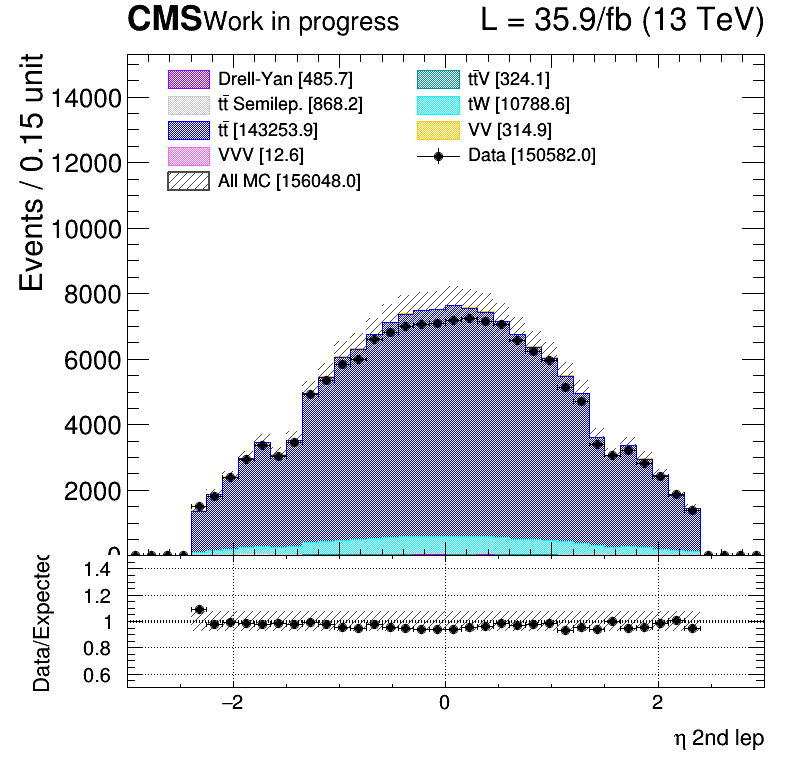 CMS Work in progress L = 35.9/fb (13 TeV)
Events / 0.15 unit
14000
12000
10000
8000
6000
4000
2000
0
Drell-Yan [485.7]
tt̄ Semilep. [868.2]
tt̄ [143253.9]
VVV [12.6]
All MC [156048.0]
tt̄V [324.1]
tW [10788.6]
VV [314.9]
Data [150582.0]
Data/Expected
1.4
1.2
1
0.8
0.6
−2 0 2
η 2nd lep